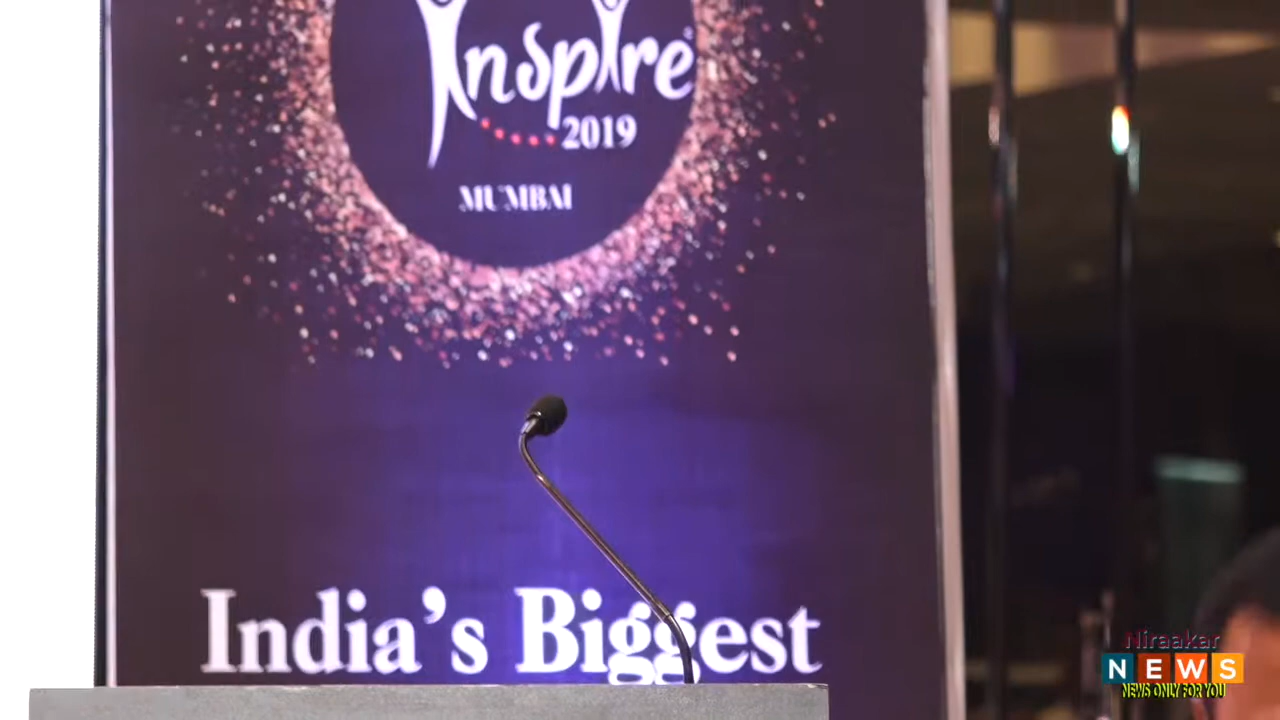 Inspire
2019
MUMBAI
India's Biggest
Niraakar
NEWS
NEWS ONLY FOR YOU